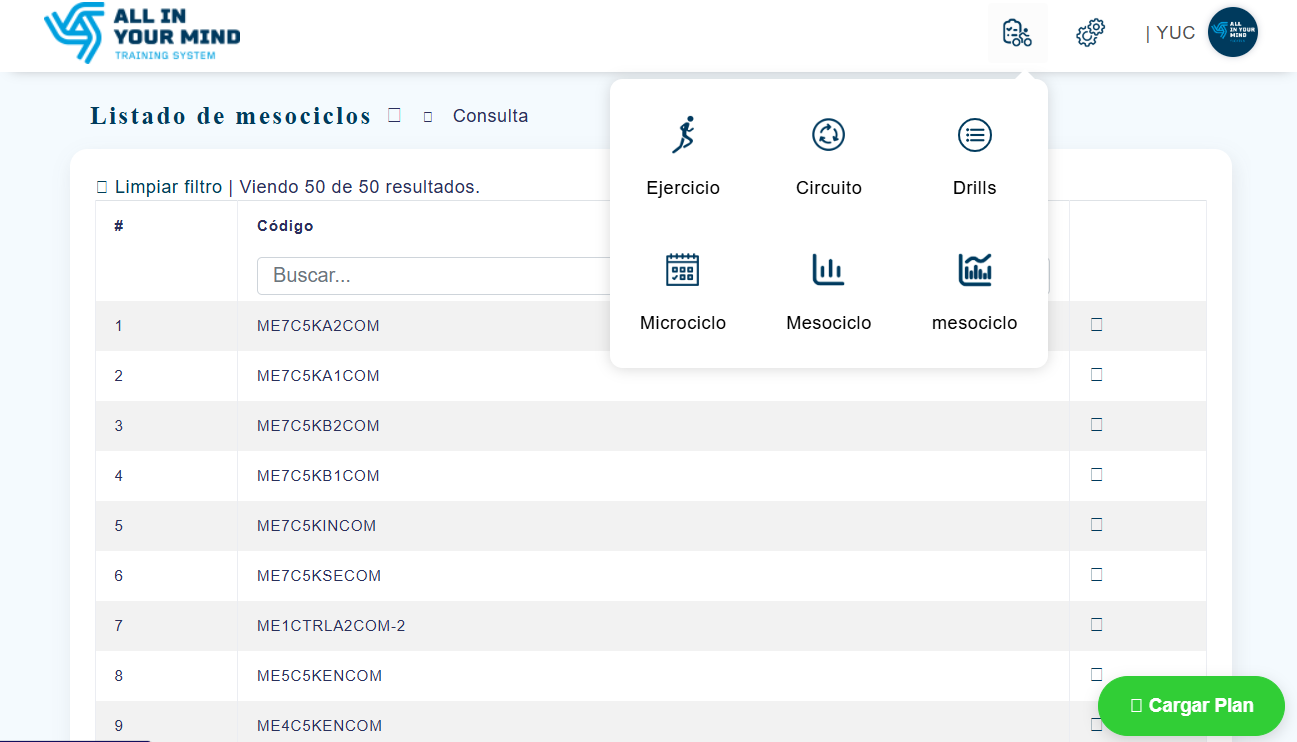 ALL IN
YOUR MIND
TRAINING SYSTEM
| YUC
ALL IN
YOUR
MIND
Listado de mesociclos
Consulta
Ejercicio
Circuito
Drills
Microciclo
Mesociclo
mesociclo
Limpiar filtro | Viendo 50 de 50 resultados.
# Código
Buscar...
1 ME7C5KA2COM
2 ME7C5KA1COM
3 ME7C5KB2COM
4 ME7C5KB1COM
5 ME7C5KINCOM
6 ME7C5KSECOM
7 ME1CTRLA2COM-2
8 ME5C5KENCOM
9 ME4C5KENCOM
Cargar Plan